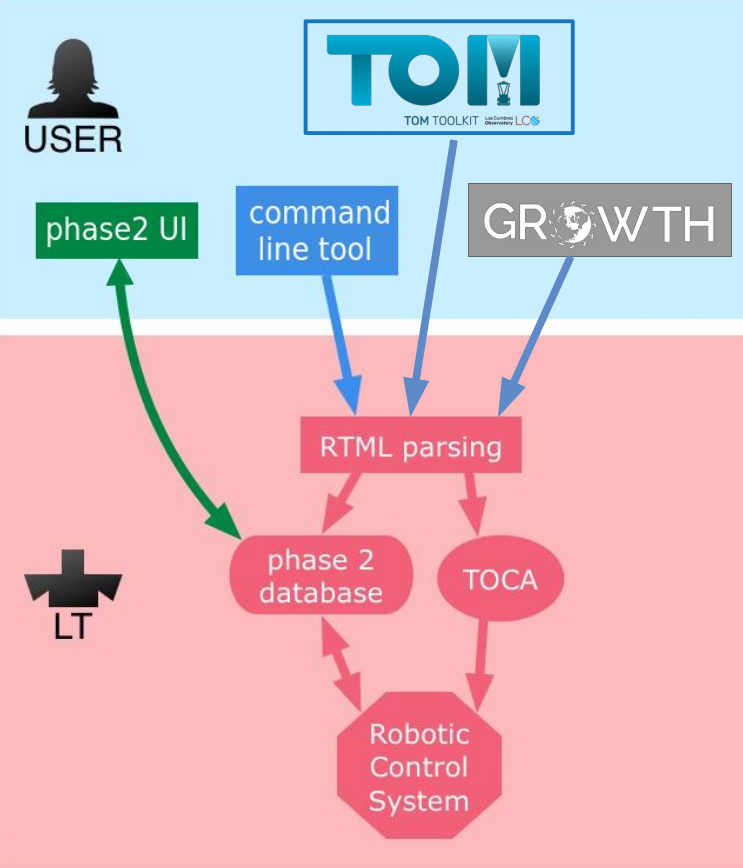 TOM
TOM TOOLKIT Las Cumbres Observatory LCO
USER
phase2 UI
command
line tool
GROWTH
RTML parsing
phase 2
database
TOCA
LT
Robotic
Control
System